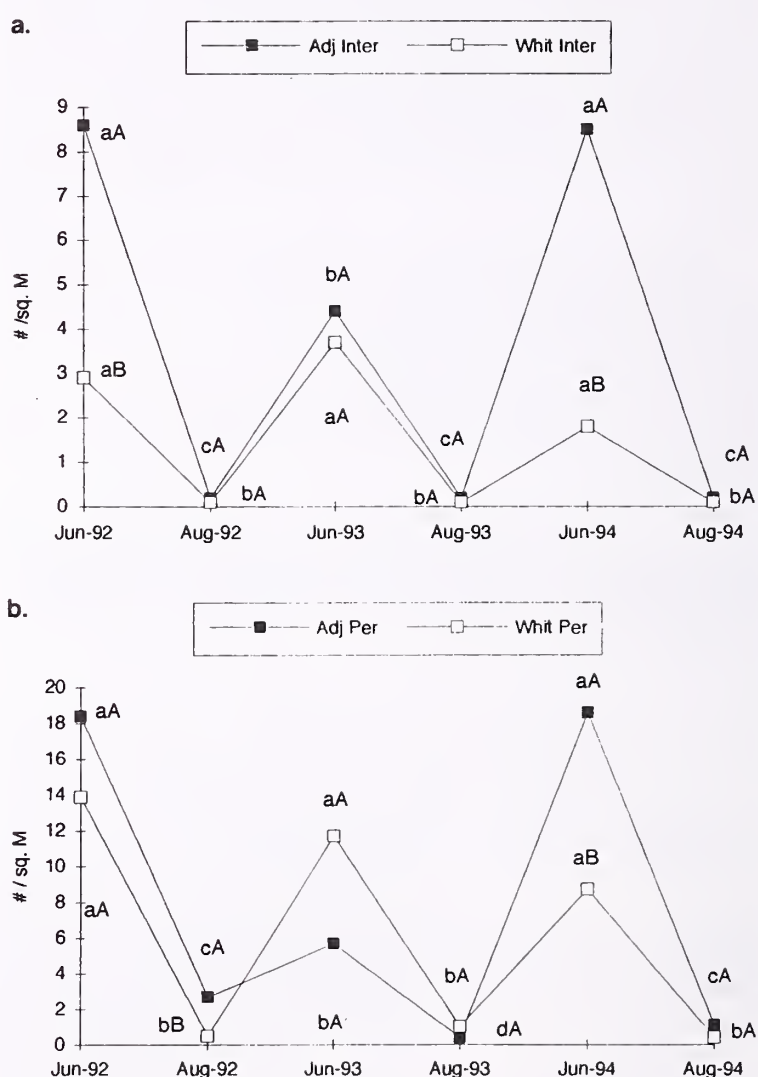 a.
Adj Inter Whit Inter
9
8
7
6
5
4
3
2
1
0
# /sq. M
aA
aB
cA
bA
bA
aA
cA
bA
aA
aB
cA
bA
Jun-92 Aug-92 Jun-93 Aug-93 Jun-94 Aug-94
b.
Adj Per Whit Per
20
18
16
14
12
10
8
6
4
2
0
# / sq. M
aA
aA
cA
bB
aA
bA
bA
dA
aA
aB
cA
bA
Jun-92 Aug-92 Jun-93 Aug-93 Jun-94 Aug-94